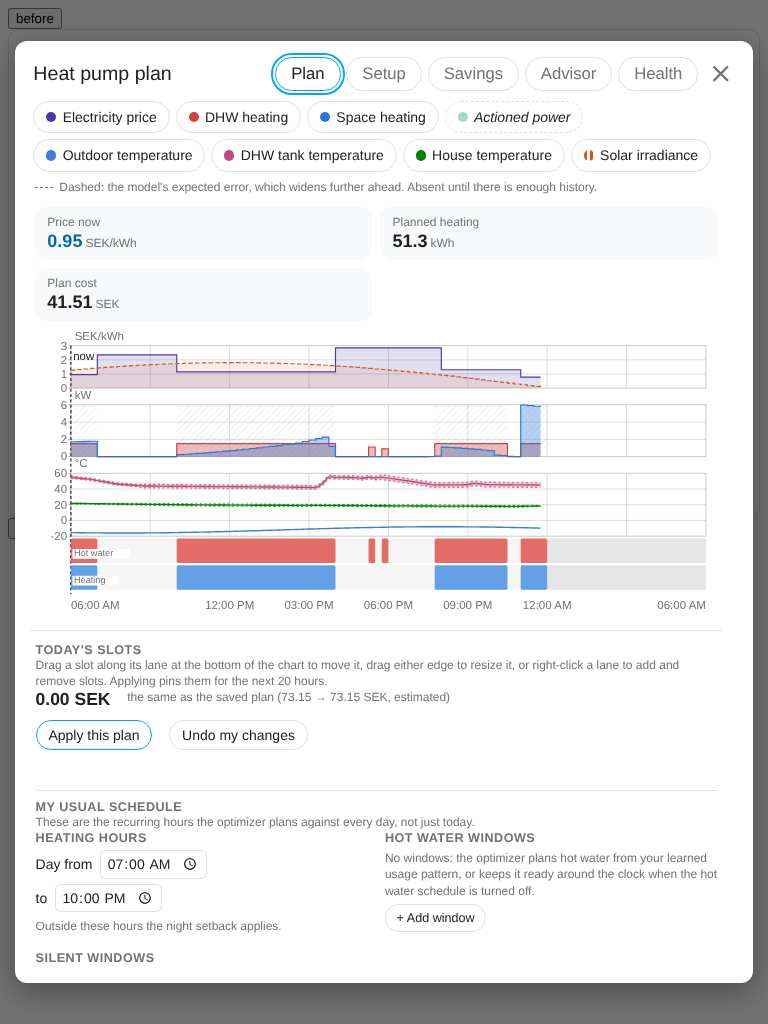 before
Heat pump plan
Plan
Setup
Savings
Advisor
Health
Electricity price
DHW heating
Space heating
Actioned power
Outdoor temperature
DHW tank temperature
House temperature
Solar irradiance
Dashed: the model's expected error, which widens further ahead. Absent until there is enough history.
Price now
0.95 SEK/kWh
Planned heating
51.3 kWh
Plan cost
41.51 SEK
SEK/kWh
3
2
1
0
now
kW
6
4
2
0
°C
60
40
20
0
-20
Hot water
Heating
06:00 AM
12:00 PM
03:00 PM
06:00 PM
09:00 PM
12:00 AM
06:00 AM
TODAY'S SLOTS
Drag a slot along its lane at the bottom of the chart to move it, drag either edge to resize it, or right-click a lane to add and
remove slots. Applying pins them for the next 20 hours.
0.00 SEK the same as the saved plan (73.15 → 73.15 SEK, estimated)
Apply this plan
Undo my changes
MY USUAL SCHEDULE
These are the recurring hours the optimizer plans against every day, not just today.
HEATING HOURS
Day from 07:00 AM
to 10:00 PM
Outside these hours the night setback applies.
HOT WATER WINDOWS
No windows: the optimizer plans hot water from your learned
usage pattern, or keeps it ready around the clock when the hot
water schedule is turned off.
+ Add window
SILENT WINDOWS